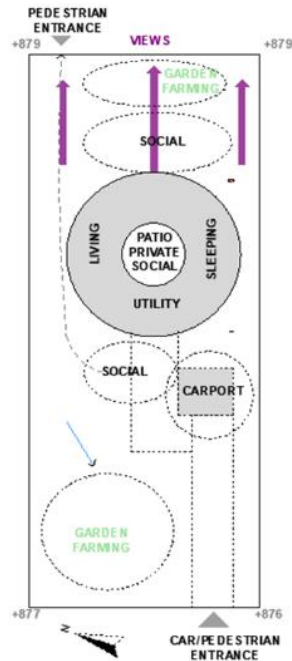 PEDESTRIAN
ENTRANCE
+879
VIEWS
+879
GARDEN
FARMING
SOCIAL
LIVING
PATIO
PRIVATE
SOCIAL
SLEEPING
UTILITY
SOCIAL
CARPORT
GARDEN
FARMING
+877
+876
N
CAR/PEDESTRIAN
ENTRANCE